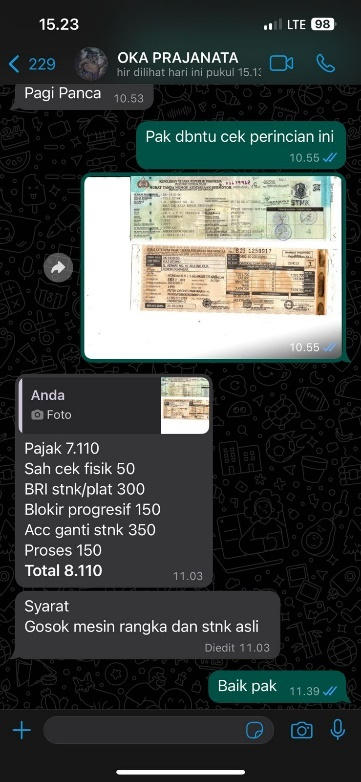 15.23
LTE 98
229
OKA PRAJANATA
hir dilihat hari ini pukul 15.13
Pagi Panca 10.53
Pak dbntu cek perincian ini
10.55
STNK
10.55
Anda
Foto
Pajak 7.110
Sah cek fisik 50
BRI stnk/plat 300
Blokir progresif 150
Acc ganti stnk 350
Proses 150
Total 8.110
11.03
Syarat
Gosok mesin rangka dan stnk asli
Diedit 11.03
Baik pak 11.39